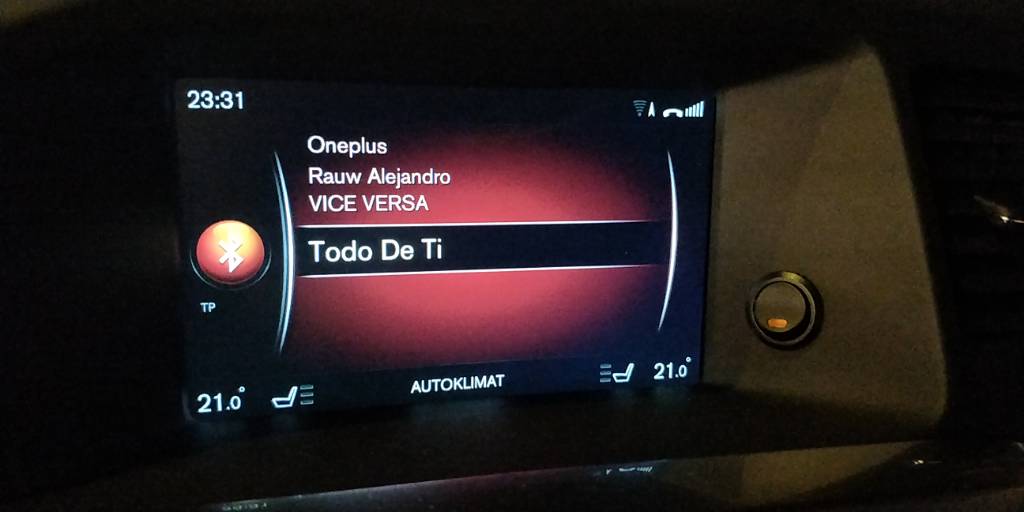 23:31
Oneplus
Rauw Alejandro
VICE VERSA
Todo De Ti
TP
21.0°
AUTOKLIMAT
21.0°